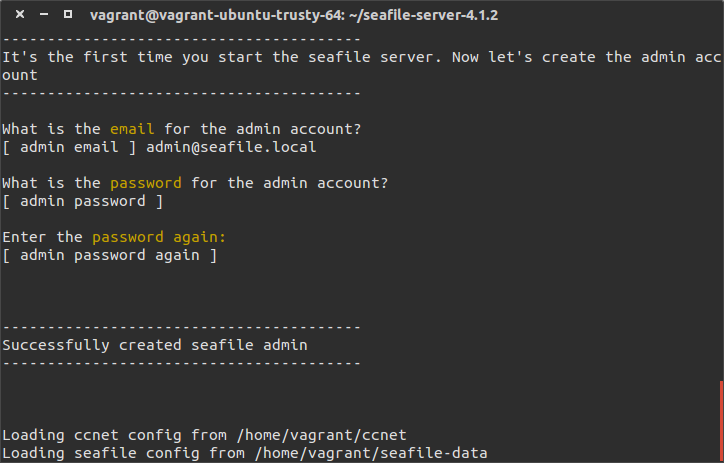 vagrant@vagrant-ubuntu-trusty-64: ~/seafile-server-4.1.2
----------------------------------------
It's the first time you start the seafile server. Now let's create the admin acc
ount
----------------------------------------
What is the email for the admin account?
[ admin email ] admin@seafile.local
What is the password for the admin account?
[ admin password ]
Enter the password again:
[ admin password again ]
----------------------------------------
Successfully created seafile admin
----------------------------------------
Loading ccnet config from /home/vagrant/ccnet
Loading seafile config from /home/vagrant/seafile-data